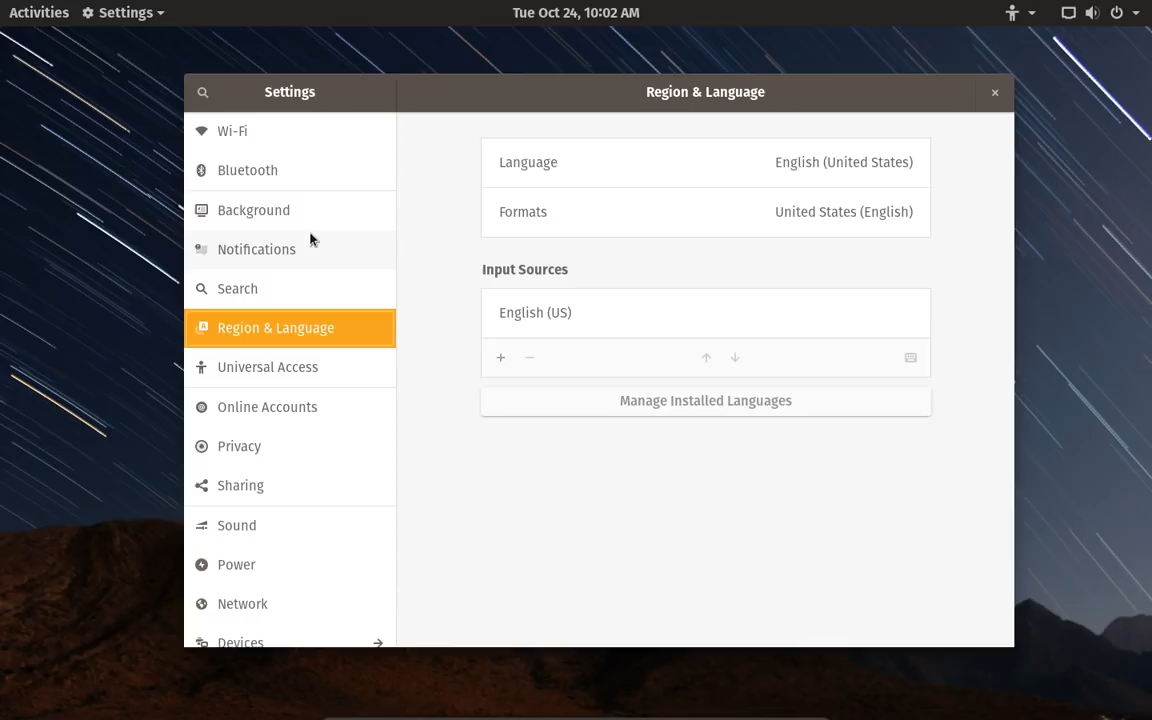 Activities
Settings
Tue Oct 24, 10:02 AM
Settings
Region & Language
Wi-Fi
Bluetooth
Background
Notifications
Search
Region & Language
Universal Access
Online Accounts
Privacy
Sharing
Sound
Power
Network
Devices
Language English (United States)
Formats United States (English)
Input Sources
English (US)
Manage Installed Languages